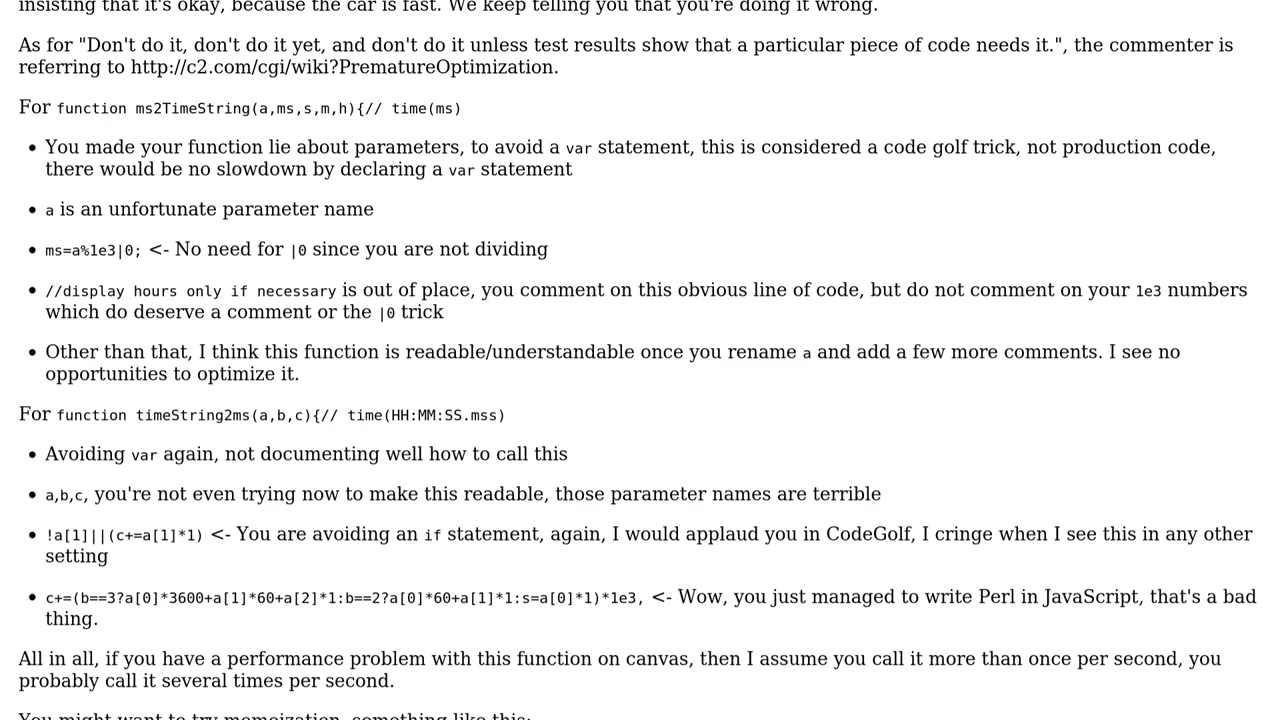 insisting that it's okay, because the car is fast. We keep telling you that you're doing it wrong.
As for "Don't do it, don't do it yet, and don't do it unless test results show that a particular piece of code needs it.", the commenter is
referring to http://c2.com/cgi/wiki?PrematureOptimization.
For function ms2TimeString(a,ms,s,m,h){// time(ms)
• You made your function lie about parameters, to avoid a var statement, this is considered a code golf trick, not production code,
there would be no slowdown by declaring a var statement
• a is an unfortunate parameter name
• ms=a%1e3|0; <- No need for |0 since you are not dividing
• //display hours only if necessary is out of place, you comment on this obvious line of code, but do not comment on your 1e3 numbers
which do deserve a comment or the |0 trick
• Other than that, I think this function is readable/understandable once you rename a and add a few more comments. I see no
opportunities to optimize it.
For function timeString2ms(a,b,c){// time(HH:MM:SS.mss)
• Avoiding var again, not documenting well how to call this
• a,b,c, you're not even trying now to make this readable, those parameter names are terrible
• !a[1]||(c+=a[1]*1) <- You are avoiding an if statement, again, I would applaud you in CodeGolf, I cringe when I see this in any other
setting
• c+=(b==3?a[0]*3600+a[1]*60+a[2]*1:b==2?a[0]*60+a[1]*1:s=a[0]*1)*1e3, <- Wow, you just managed to write Perl in JavaScript, that's a bad
thing.
All in all, if you have a performance problem with this function on canvas, then I assume you call it more than once per second, you
probably call it several times per second.
You might want to try memoization, something like this: